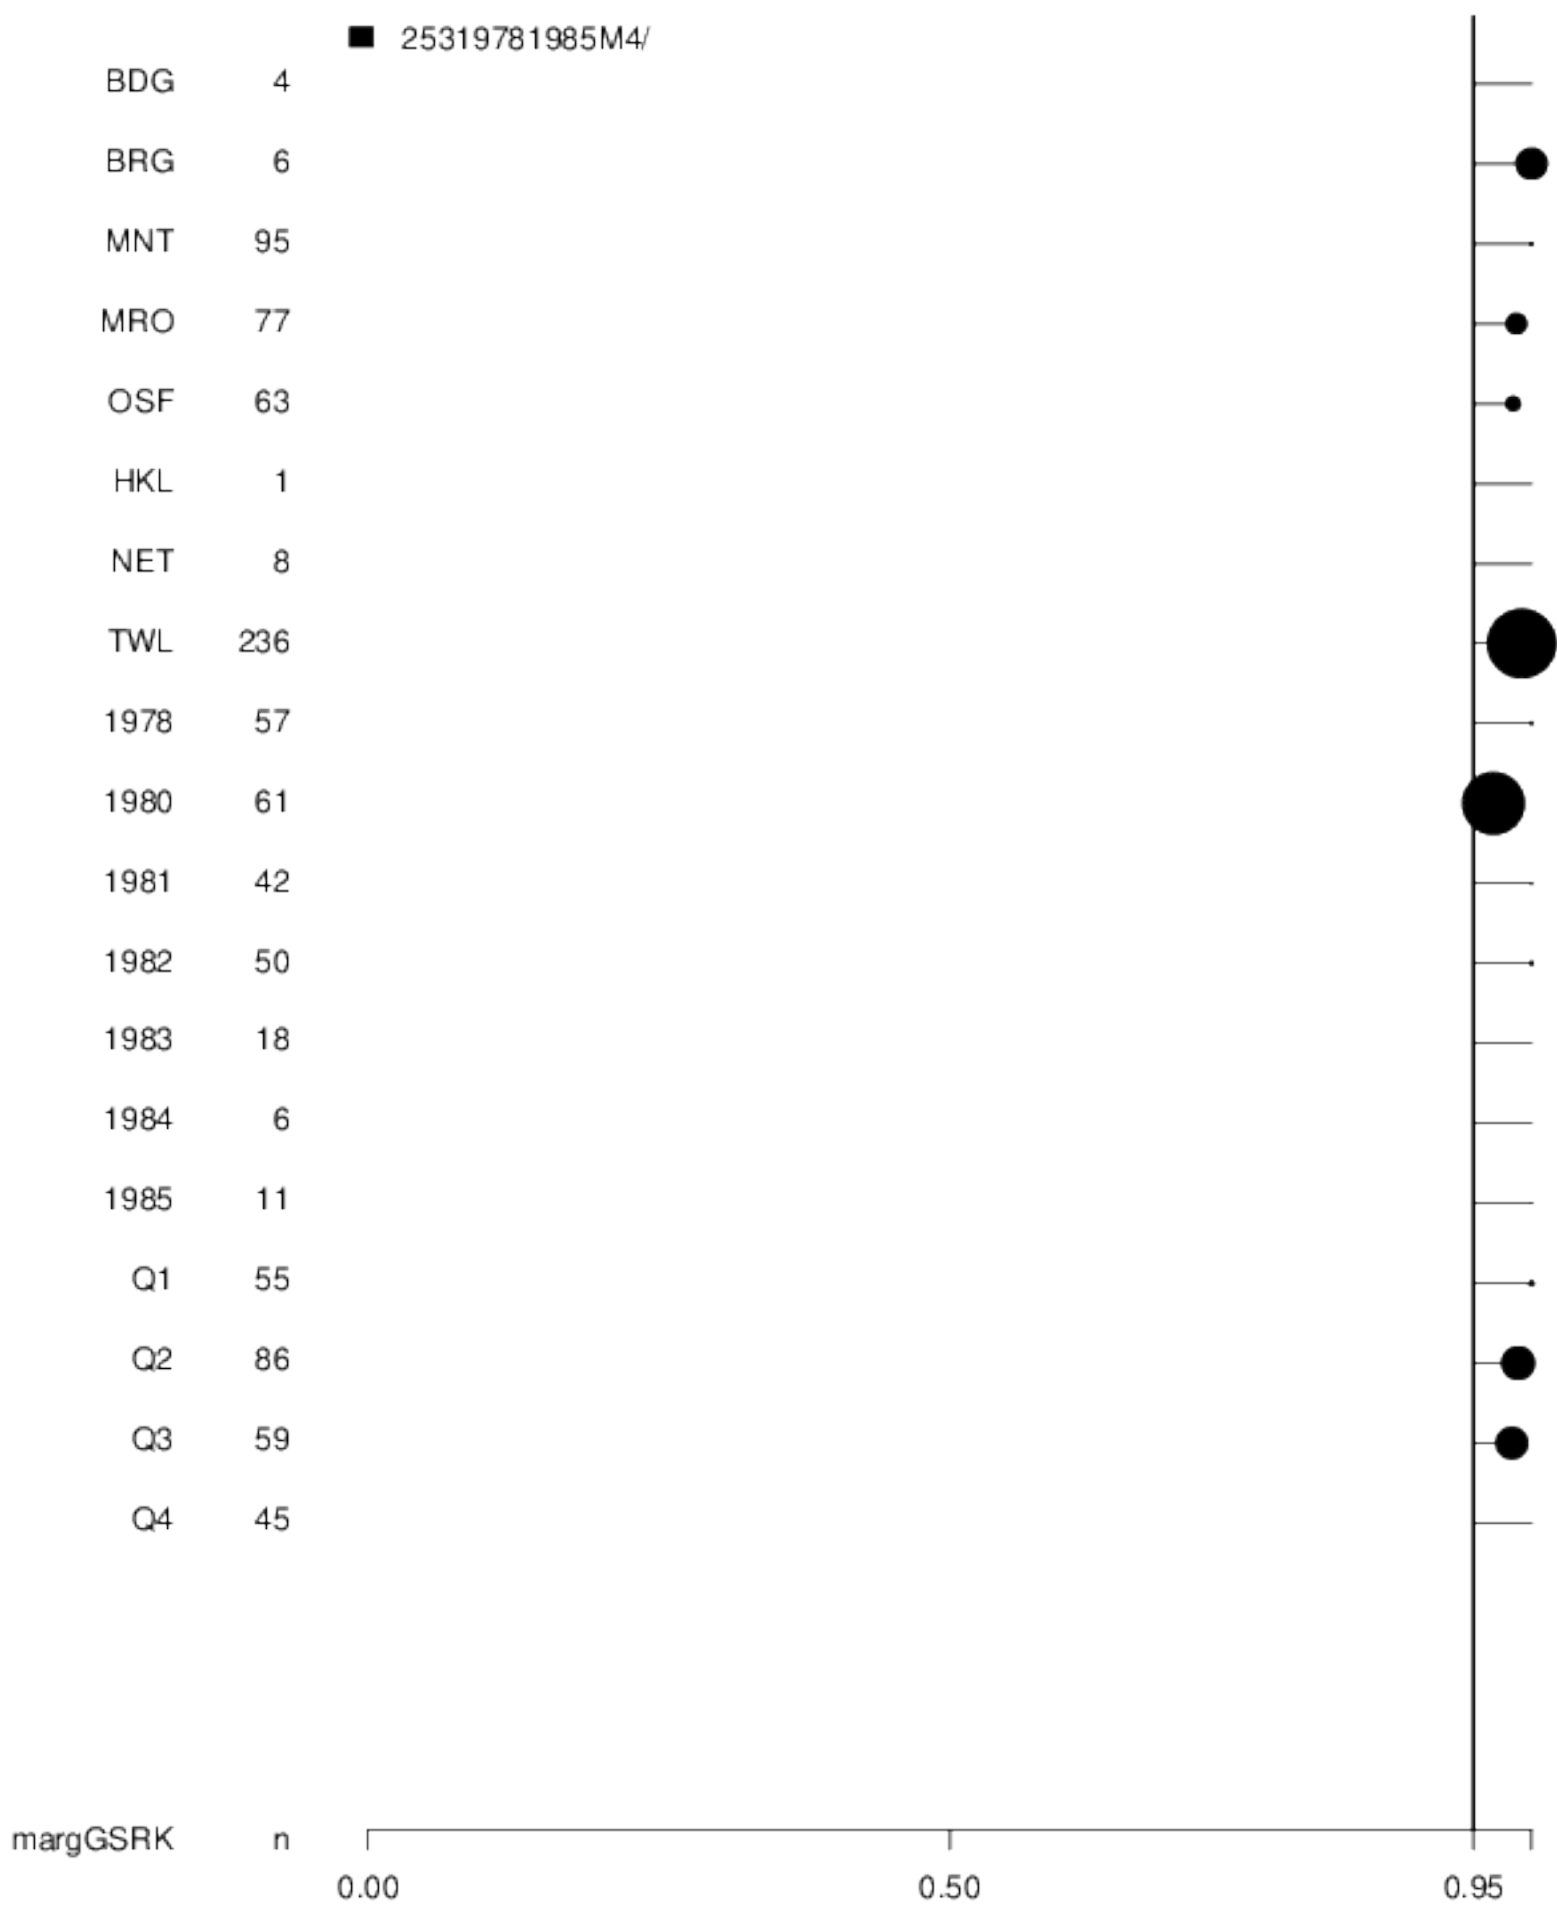 25319781985M4/
BDG 4
BRG 6
MNT 95
MRO 77
OSF 63
HKL 1
NET 8
TWL 236
1978 57
1980 61
1981 42
1982 50
1983 18
1984 6
1985 11
Q1 55
Q2 86
Q3 59
Q4 45
margGSRK n
0.00 0.50 0.95